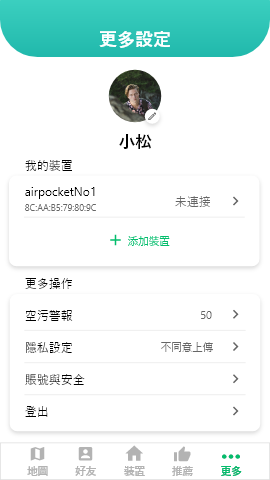 更多設定
小松
我的裝置
airpocketNo1
8C:AA:B5:79:80:9C
未連接
添加裝置
更多操作
空污警報 50
隱私設定 不同意上傳
賬號與安全
登出
地圖 好友 裝置 推薦 更多